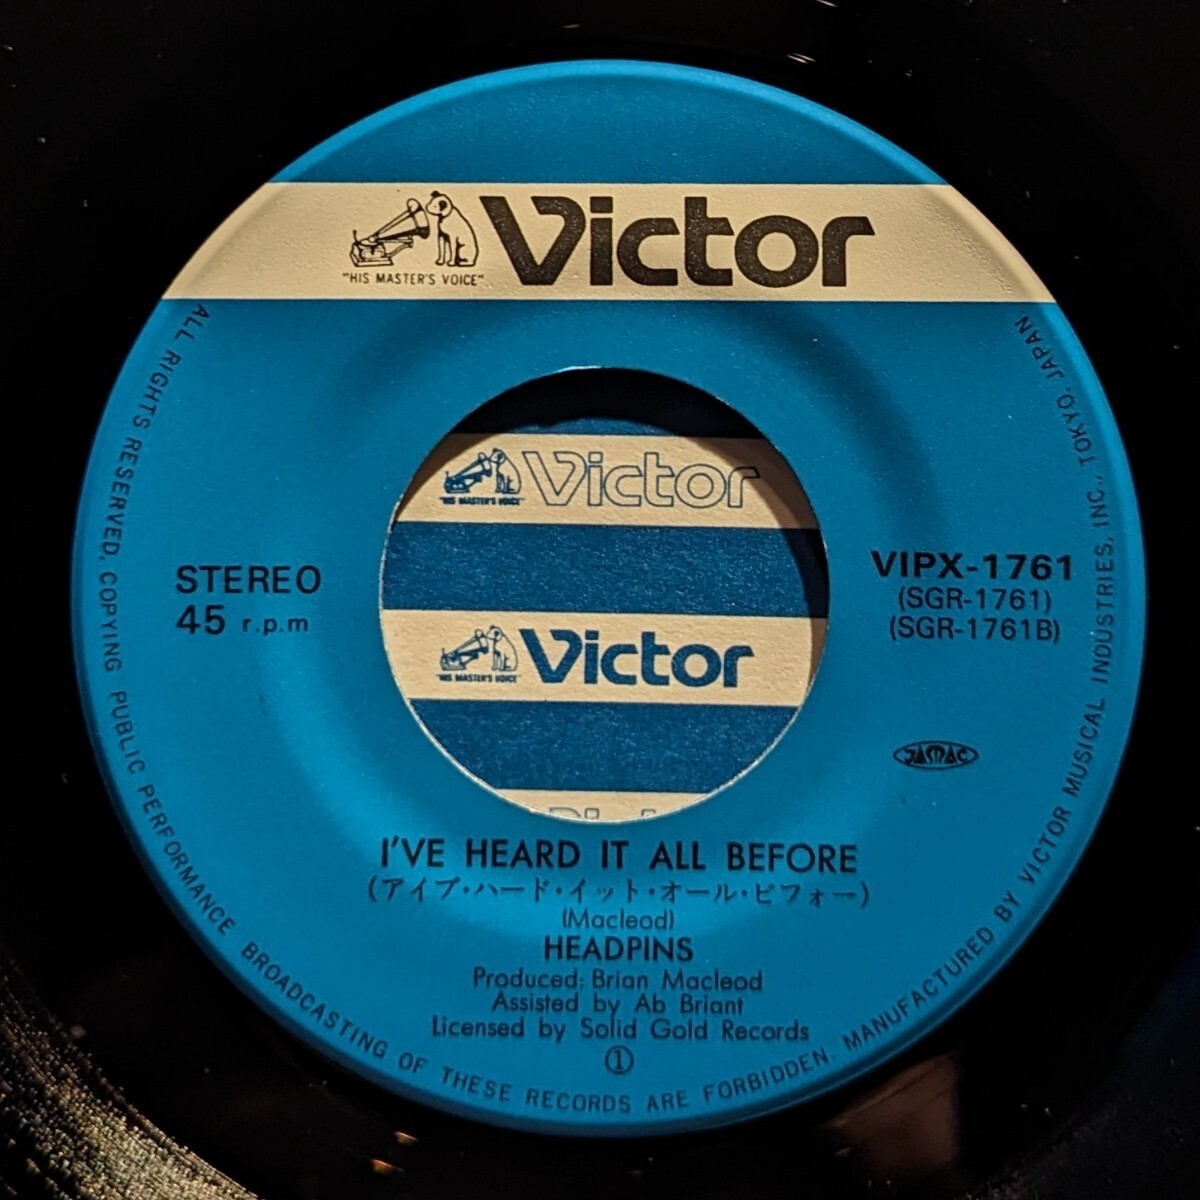 Victor
"HIS MASTER'S VOICE"
Victor
"HIS MASTER'S VOICE"
Victor
"HIS MASTER'S VOICE"
STEREO
45 r.p.m
VIPX-1761
(SGR-1761)
(SGR-1761B)
JASRAC
I'VE HEARD IT ALL BEFORE
(アイブ・ハード・イット・オール・ビフォー)
(Macleod)
HEADPINS
Produced: Brian Macleod
Assisted by Ab Briant
Licensed by Solid Gold Records
①
ALL RIGHTS RESERVED. COPYING PUBLIC PERFORMANCE BROADCASTING OF THESE RECORDS ARE FORBIDDEN. MANUFACTURED BY VICTOR MUSICAL INDUSTRIES, INC., TOKYO, JAPAN.